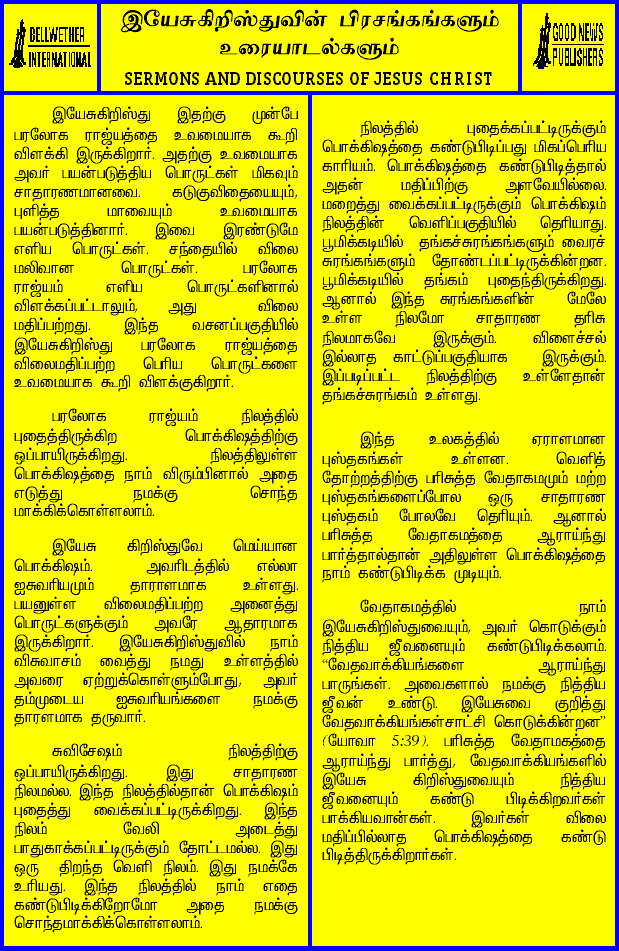 BELLWETHER
INTERNATIONAL
இயேசுகிறிஸ்துவின் பிரசங்கங்களும்
உரையாடல்களும்
SERMONS AND DISCOURSES OF JESUS CHRIST
GOOD NEWS
PUBLISHERS
இயேசுகிறிஸ்து இதற்கு முன்பே
பரலோக ராஜ்யத்தை உவமையாக கூறி
விளக்கி இருக்கிறார். அதற்கு உவமையாக
அவர் பயன்படுத்திய பொருட்கள் மிகவும்
சாதாரணமானவை. கடுகுவிதையையும்,
புளித்த மாவையும் உவமையாக
பயன்படுத்தினார். இவை இரண்டுமே
எளிய பொருட்கள். சந்தையில் விலை
மலிவான பொருட்கள். பரலோக
ராஜ்யம் எளிய பொருட்களினால்
விளக்கப்பட்டாலும், அது விலை
மதிப்பற்றது. இந்த வசனப்பகுதியில்
இயேசுகிறிஸ்து பரலோக ராஜ்யத்தை
விலைமதிப்பற்ற பெரிய பொருட்களை
உவமையாக கூறி விளக்குகிறார்.
பரலோக ராஜ்யம் நிலத்தில்
புதைத்திருக்கிற பொக்கிஷத்திற்கு
ஒப்பாயிருக்கிறது. நிலத்திலுள்ள
பொக்கிஷத்தை நாம் விரும்பினால் அதை
எடுத்து நமக்கு சொந்த
மாக்கிக்கொள்ளலாம்.
இயேசு கிறிஸ்துவே மெய்யான
பொக்கிஷம். அவரிடத்தில் எல்லா
ஐசுவரியமும் தாராளமாக உள்ளது.
பயனுள்ள விலைமதிப்பற்ற அனைத்து
பொருட்களுக்கும் அவரே ஆதாரமாக
இருக்கிறார். இயேசுகிறிஸ்துவில் நாம்
விசுவாசம் வைத்து நமது உள்ளத்தில்
அவரை ஏற்றுக்கொள்ளும்போது, அவர்
தம்முடைய ஐசுவரியங்களை நமக்கு
தாரளமாக தருவார்.
சுவிசேஷம் நிலத்திற்கு
ஒப்பாயிருக்கிறது. இது சாதாரண
நிலமல்ல. இந்த நிலத்தில்தான் பொக்கிஷம்
புதைத்து வைக்கப்பட்டிருக்கிறது. இந்த
நிலம் வேலி அடைத்து
பாதுகாக்கப்பட்டிருக்கும் தோட்டமல்ல. இது
ஒரு திறந்த வெளி நிலம். இது நமக்கே
உரியது. இந்த நிலத்தில் நாம் எதை
கண்டுபிடிக்கிறோமோ அதை நமக்கு
சொந்தமாக்கிக்கொள்ளலாம்.
நிலத்தில் புதைக்கப்பட்டிருக்கும்
பொக்கிஷத்தை கண்டுபிடிப்பது மிகப்பெரிய
காரியம். பொக்கிஷத்தை கண்டுபிடித்தால்
அதன் மதிப்பிற்கு அளவேயில்லை.
மறைத்து வைக்கப்பட்டிருக்கும் பொக்கிஷம்
நிலத்தின் வெளிப்பகுதியில் தெரியாது.
பூமிக்கடியில் தங்கச்சுரங்கங்களும் வைரச்
சுரங்கங்களும் தோண்டப்பட்டிருக்கின்றன.
பூமிக்கடியில் தங்கம் புதைந்திருக்கிறது.
ஆனால் இந்த சுரங்கங்களின் மேலே
உள்ள நிலமோ சாதாரண தரிசு
நிலமாகவே இருக்கும். விளைச்சல்
இல்லாத காட்டுப்பகுதியாக இருக்கும்.
இப்படிப்பட்ட நிலத்திற்கு உள்ளேதான்
தங்கச்சுரங்கம் உள்ளது.
இந்த உலகத்தில் ஏராளமான
புஸ்தகங்கள் உள்ளன. வெளித்
தோற்றத்திற்கு பரிசுத்த வேதாகமமும் மற்ற
புஸ்தகங்களைப்போல ஒரு சாதாரண
புஸ்தகம் போலவே தெரியும். ஆனால்
பரிசுத்த வேதாகமத்தை ஆராய்ந்து
பார்த்தால்தான் அதிலுள்ள பொக்கிஷத்தை
நாம் கண்டுபிடிக்க முடியும்.
வேதாகமத்தில் நாம்
இயேசுகிறிஸ்துவையும், அவர் கொடுக்கும்
நித்திய ஜீவனையும் கண்டுபிடிக்கலாம்.
“வேதவாக்கியங்களை ஆராய்ந்து
பாருங்கள். அவைகளால் நமக்கு நித்திய
ஜீவன் உண்டு. இயேசுவை குறித்து
வேதவாக்கியங்கள்சாட்சி கொடுக்கின்றன”
(யோவா 5:39). பரிசுத்த வேதாமகத்தை
ஆராய்ந்து பார்த்து, வேதவாக்கியங்களில்
இயேசு கிறிஸ்துவையும் நித்திய
ஜீவனையும் கண்டு பிடிக்கிறவர்கள்
பாக்கியவான்கள். இவர்கள் விலை
மதிப்பில்லாத பொக்கிஷத்தை கண்டு
பிடித்திருக்கிறார்கள்.